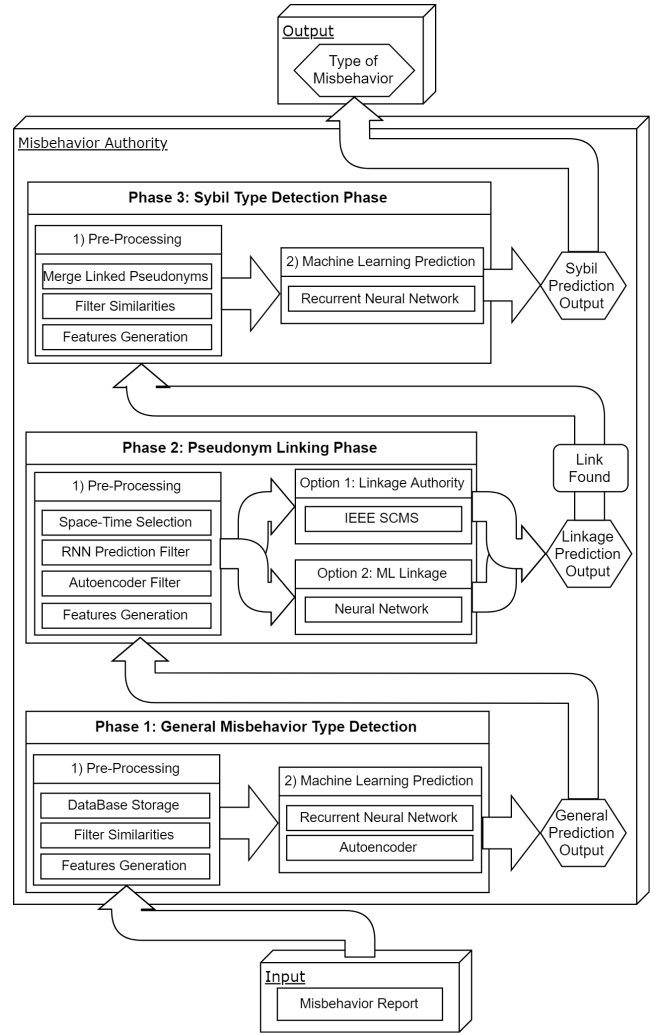 Output
Type of
Misbehavior
Misbehavior Authority
Phase 3: Sybil Type Detection Phase
1) Pre-Processing
Merge Linked Pseudonyms
Filter Similarities
Features Generation
2) Machine Learning Prediction
Recurrent Neural Network
Sybil
Prediction
Output
Link
Found
Phase 2: Pseudonym Linking Phase
1) Pre-Processing
Space-Time Selection
RNN Prediction Filter
Autoencoder Filter
Features Generation
Option 1: Linkage Authority
IEEE SCMS
Option 2: ML Linkage
Neural Network
Linkage
Prediction
Output
Phase 1: General Misbehavior Type Detection
1) Pre-Processing
DataBase Storage
Filter Similarities
Features Generation
2) Machine Learning Prediction
Recurrent Neural Network
Autoencoder
General
Prediction
Output
Input
Misbehavior Report